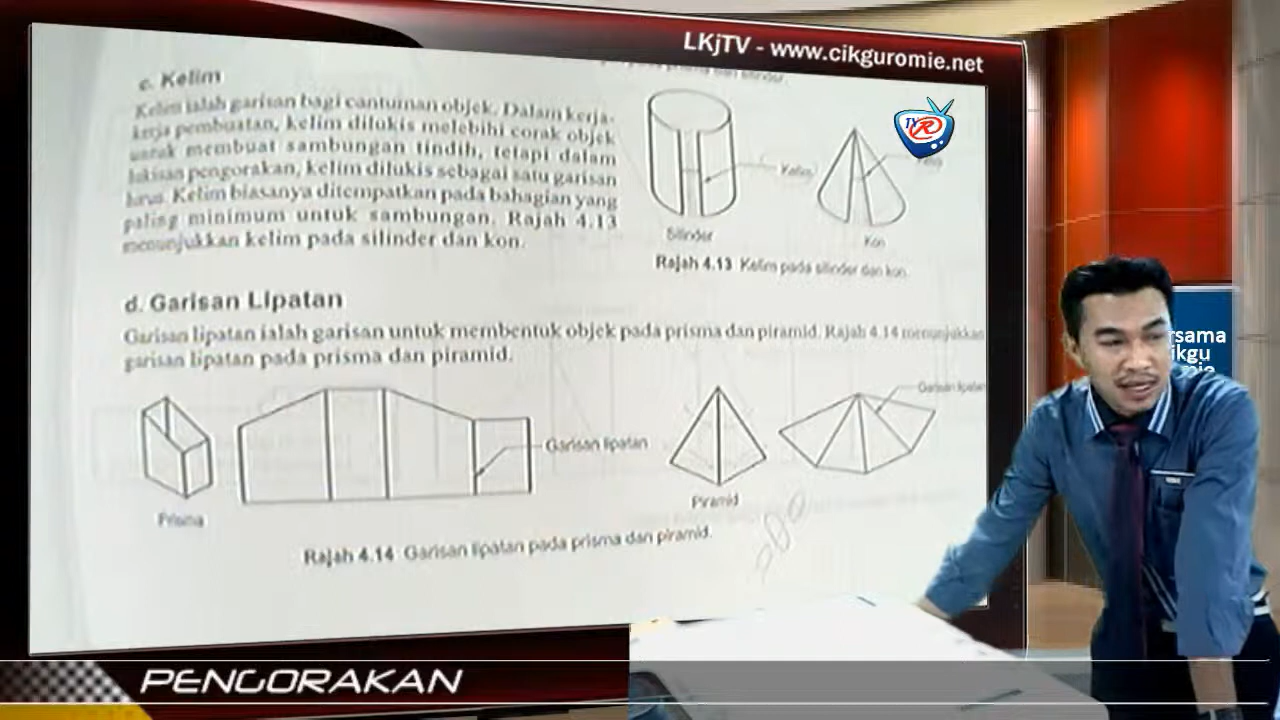 LKjTV - www.cikguromie.net
c. Kelim
Kelim ialah garisan bagi cantuman objek. Dalam kerja-
kerja pembuatan, kelim dilukis melebihi corak objek
untuk membuat sambungan tindih, tetapi dalam
lukisan pengorakan, kelim dilukis sebagai satu garisan
lurus. Kelim biasanya ditempatkan pada bahagian yang
paling minimum untuk sambungan. Rajah 4.13
menunjukkan kelim pada silinder dan kon.
Kelim
Kelim
Silinder
Kon
Rajah 4.13 Kelim pada silinder dan kon.
d. Garisan Lipatan
Garisan lipatan ialah garisan untuk membentuk objek pada prisma dan piramid. Rajah 4.14 menunjukkan
garisan lipatan pada prisma dan piramid.
Garisan lipatan
Garisan lipatan
Prisma
Piramid
Rajah 4.14 Garisan lipatan pada prisma dan piramid.
TV R
rsama
ikgu
mie
PENGORAKAN